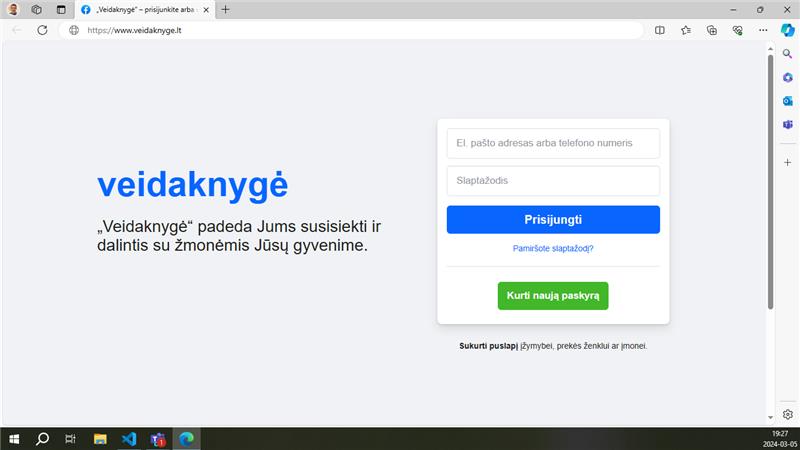 „Veidaknygė“ – prisijunkite arba
https://www.veidaknyge.lt
veidaknygė
„Veidaknygė“ padeda Jums susisiekti ir
dalintis su žmonėmis Jūsų gyvenime.
El. pašto adresas arba telefono numeris
Slaptažodis
Prisijungti
Pamiršote slaptažodį?
Kurti naują paskyrą
Sukurti puslapį įžymybei, prekės ženklui ar įmonei.
19:27
2024-03-05